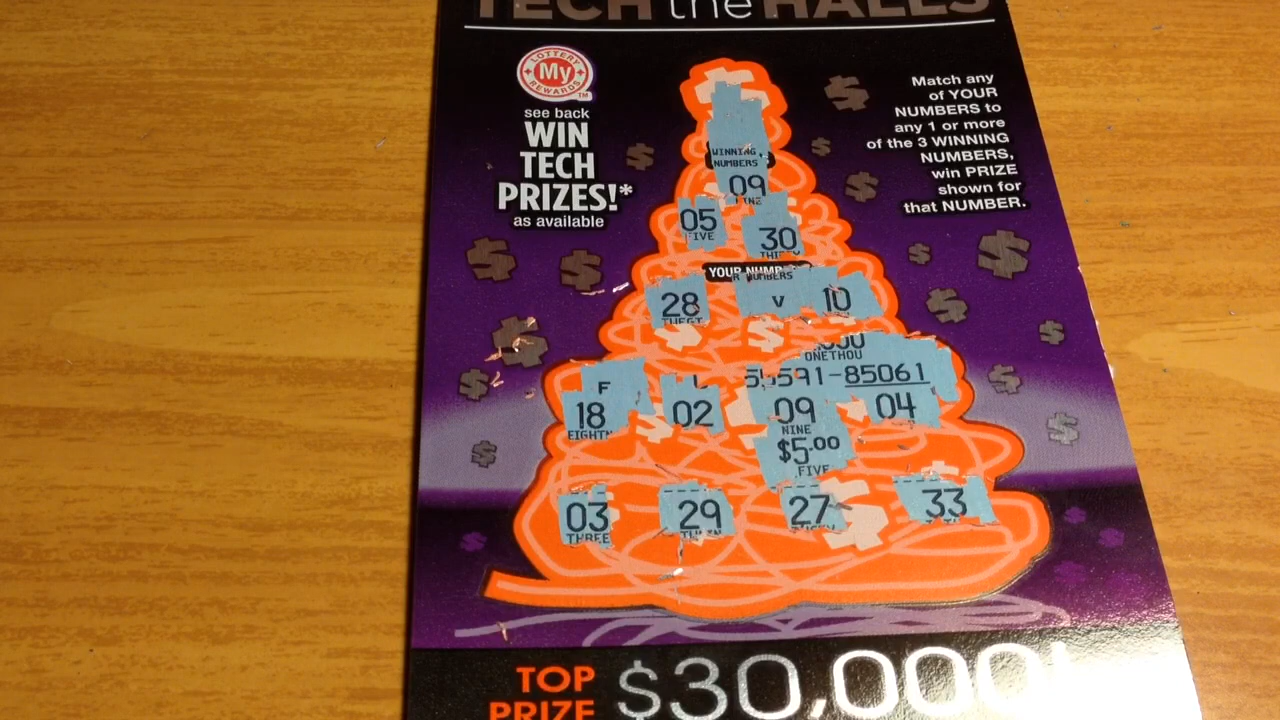 TECH the HALLS
LOTTERY
My
REWARDS
TM
see back
WIN
TECH
PRIZES!*
as available
Match any
of YOUR
NUMBERS to
any 1 or more
of the 3 WINNING
NUMBERS,
win PRIZE
shown for
that NUMBER.
WINNING
NUMBERS
09
05
FIVE
30
YOUR
28
V
10
ONETHOU
85061
F
18
02
09
NINE
04
$5.00
FIVE
03
THREE
29
27
33
TOP
PRIZE
$30,000!